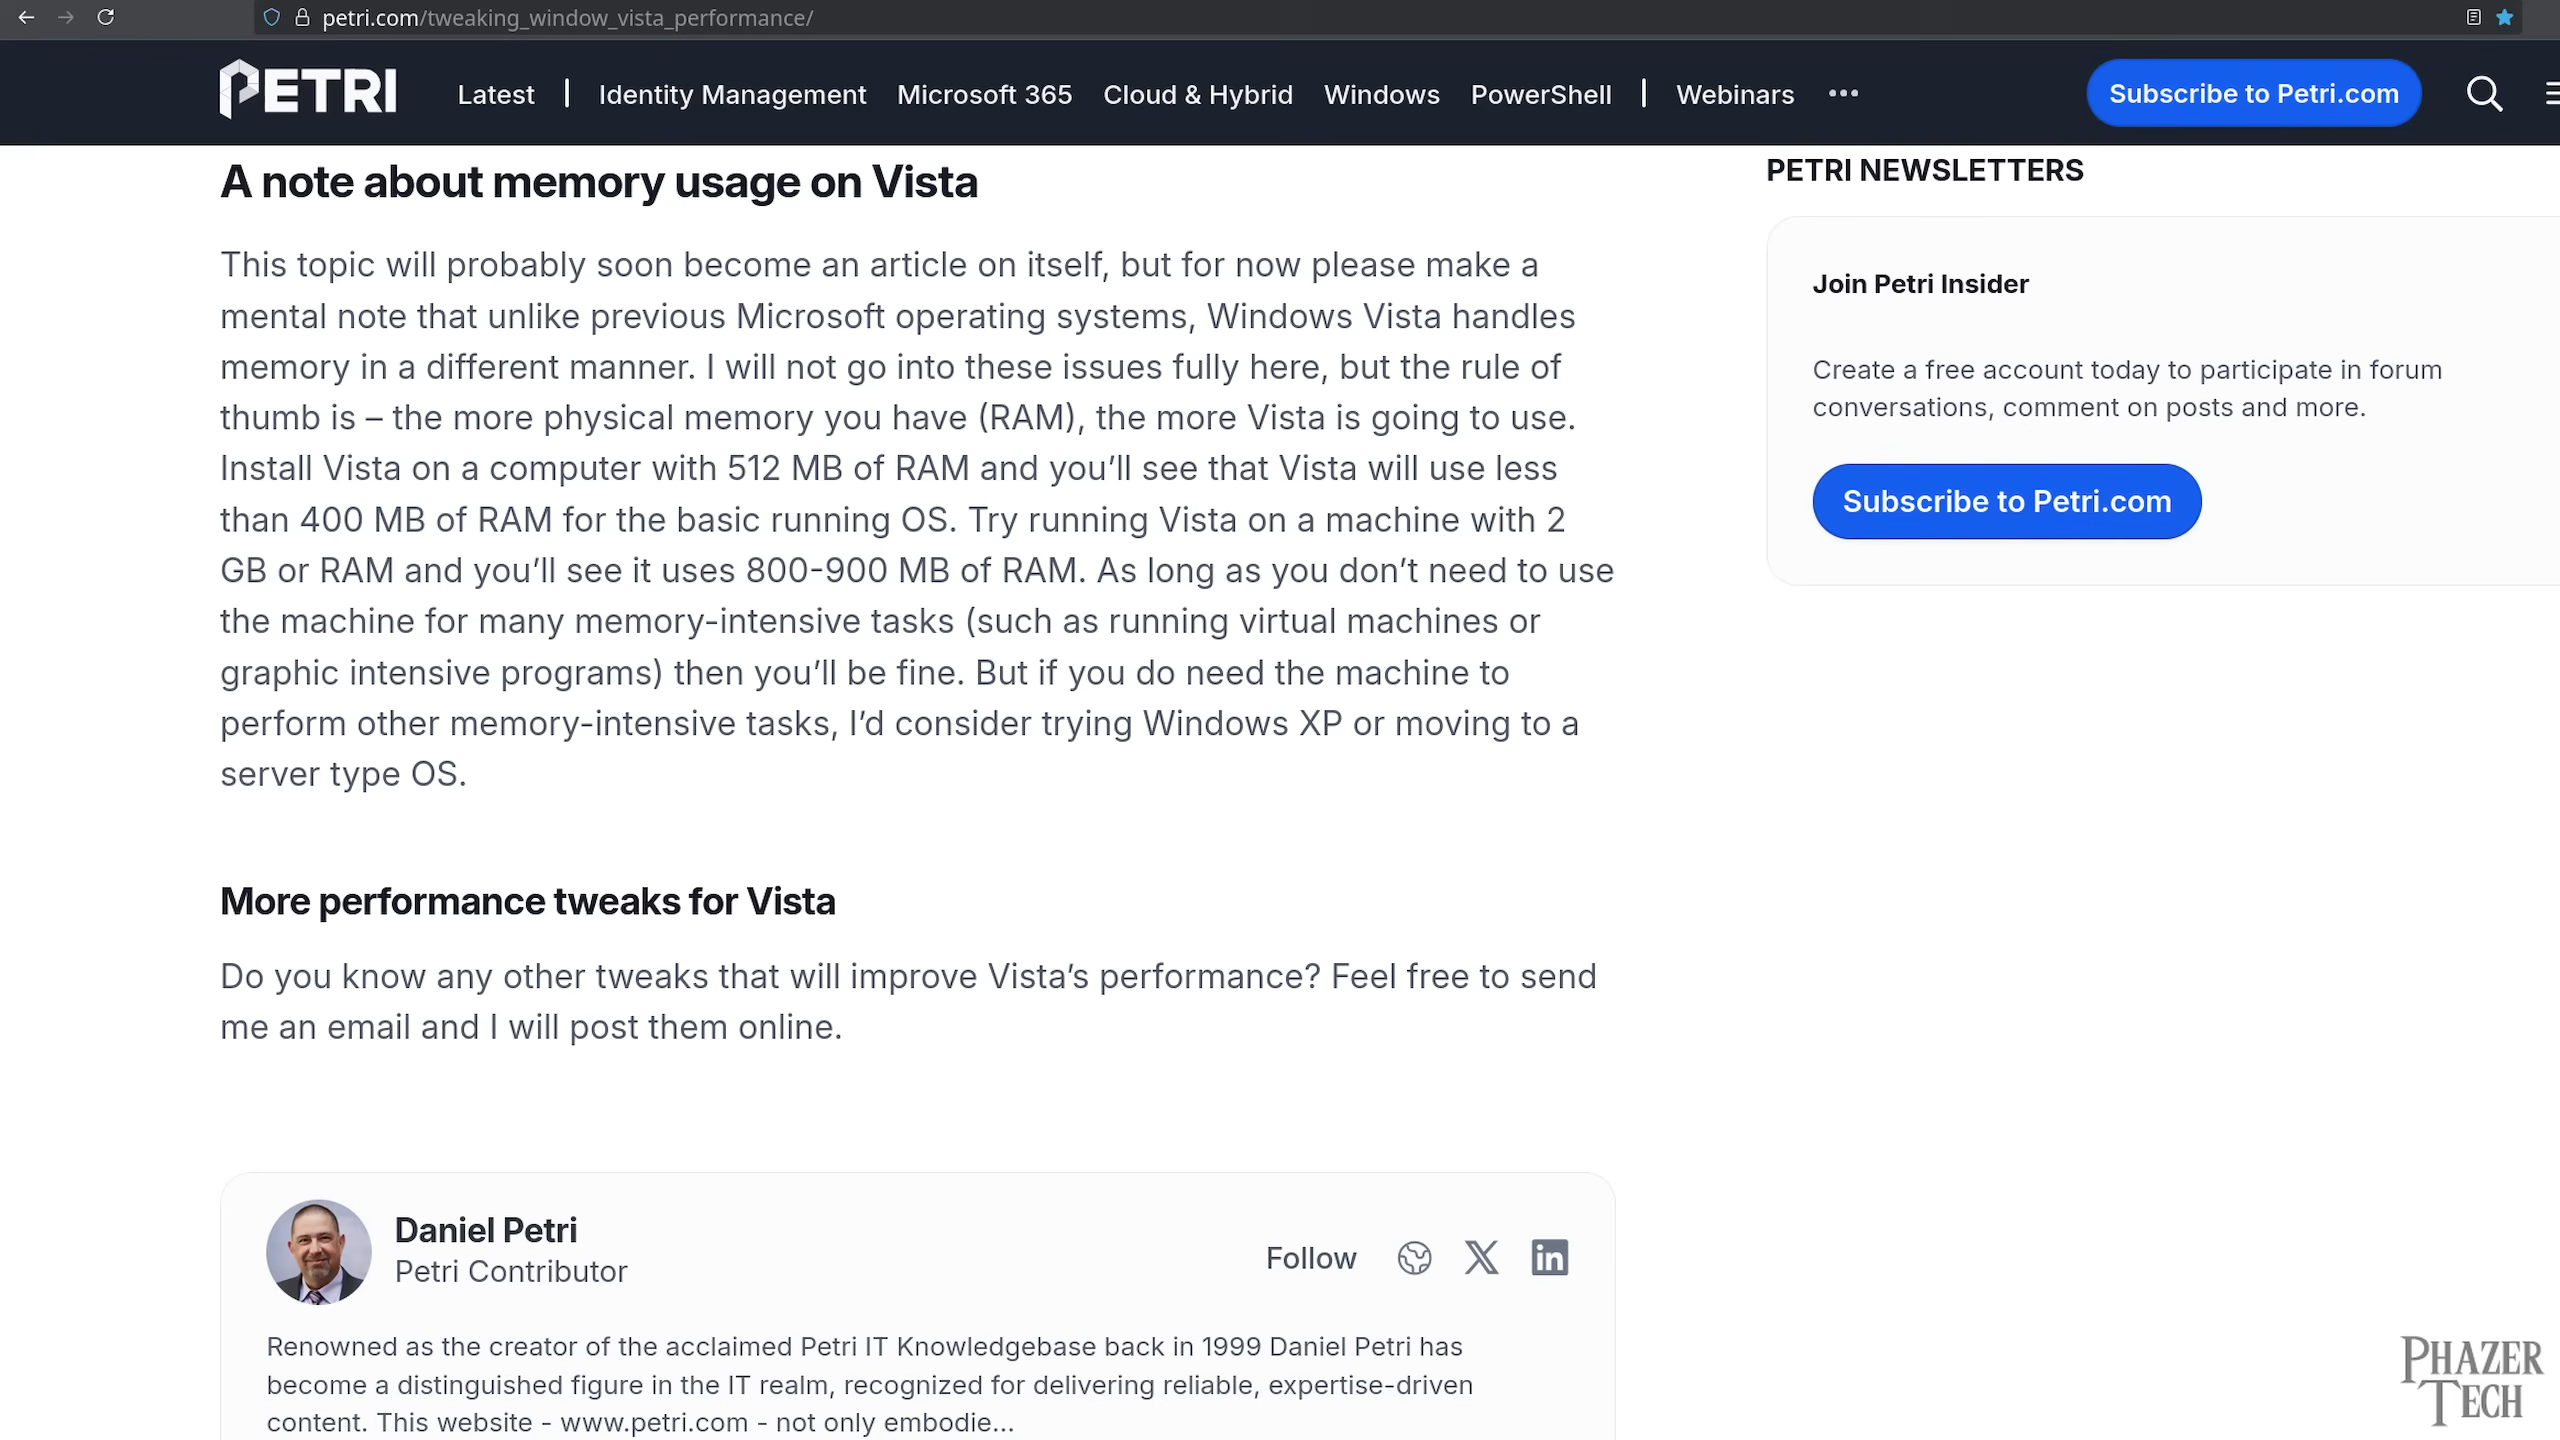 petri.com/tweaking_window_vista_performance/
PETRI
Latest | Identity Management Microsoft 365 Cloud & Hybrid Windows PowerShell | Webinars •••
Subscribe to Petri.com
A note about memory usage on Vista
This topic will probably soon become an article on itself, but for now please make a
mental note that unlike previous Microsoft operating systems, Windows Vista handles
memory in a different manner. I will not go into these issues fully here, but the rule of
thumb is – the more physical memory you have (RAM), the more Vista is going to use.
Install Vista on a computer with 512 MB of RAM and you’ll see that Vista will use less
than 400 MB of RAM for the basic running OS. Try running Vista on a machine with 2
GB or RAM and you’ll see it uses 800-900 MB of RAM. As long as you don’t need to use
the machine for many memory-intensive tasks (such as running virtual machines or
graphic intensive programs) then you’ll be fine. But if you do need the machine to
perform other memory-intensive tasks, I’d consider trying Windows XP or moving to a
server type OS.
More performance tweaks for Vista
Do you know any other tweaks that will improve Vista’s performance? Feel free to send
me an email and I will post them online.
Daniel Petri
Petri Contributor
Follow
Renowned as the creator of the acclaimed Petri IT Knowledgebase back in 1999 Daniel Petri has
become a distinguished figure in the IT realm, recognized for delivering reliable, expertise-driven
content. This website - www.petri.com - not only embodie...
PETRI NEWSLETTERS
Join Petri Insider
Create a free account today to participate in forum
conversations, comment on posts and more.
Subscribe to Petri.com
PHAZER
TECH